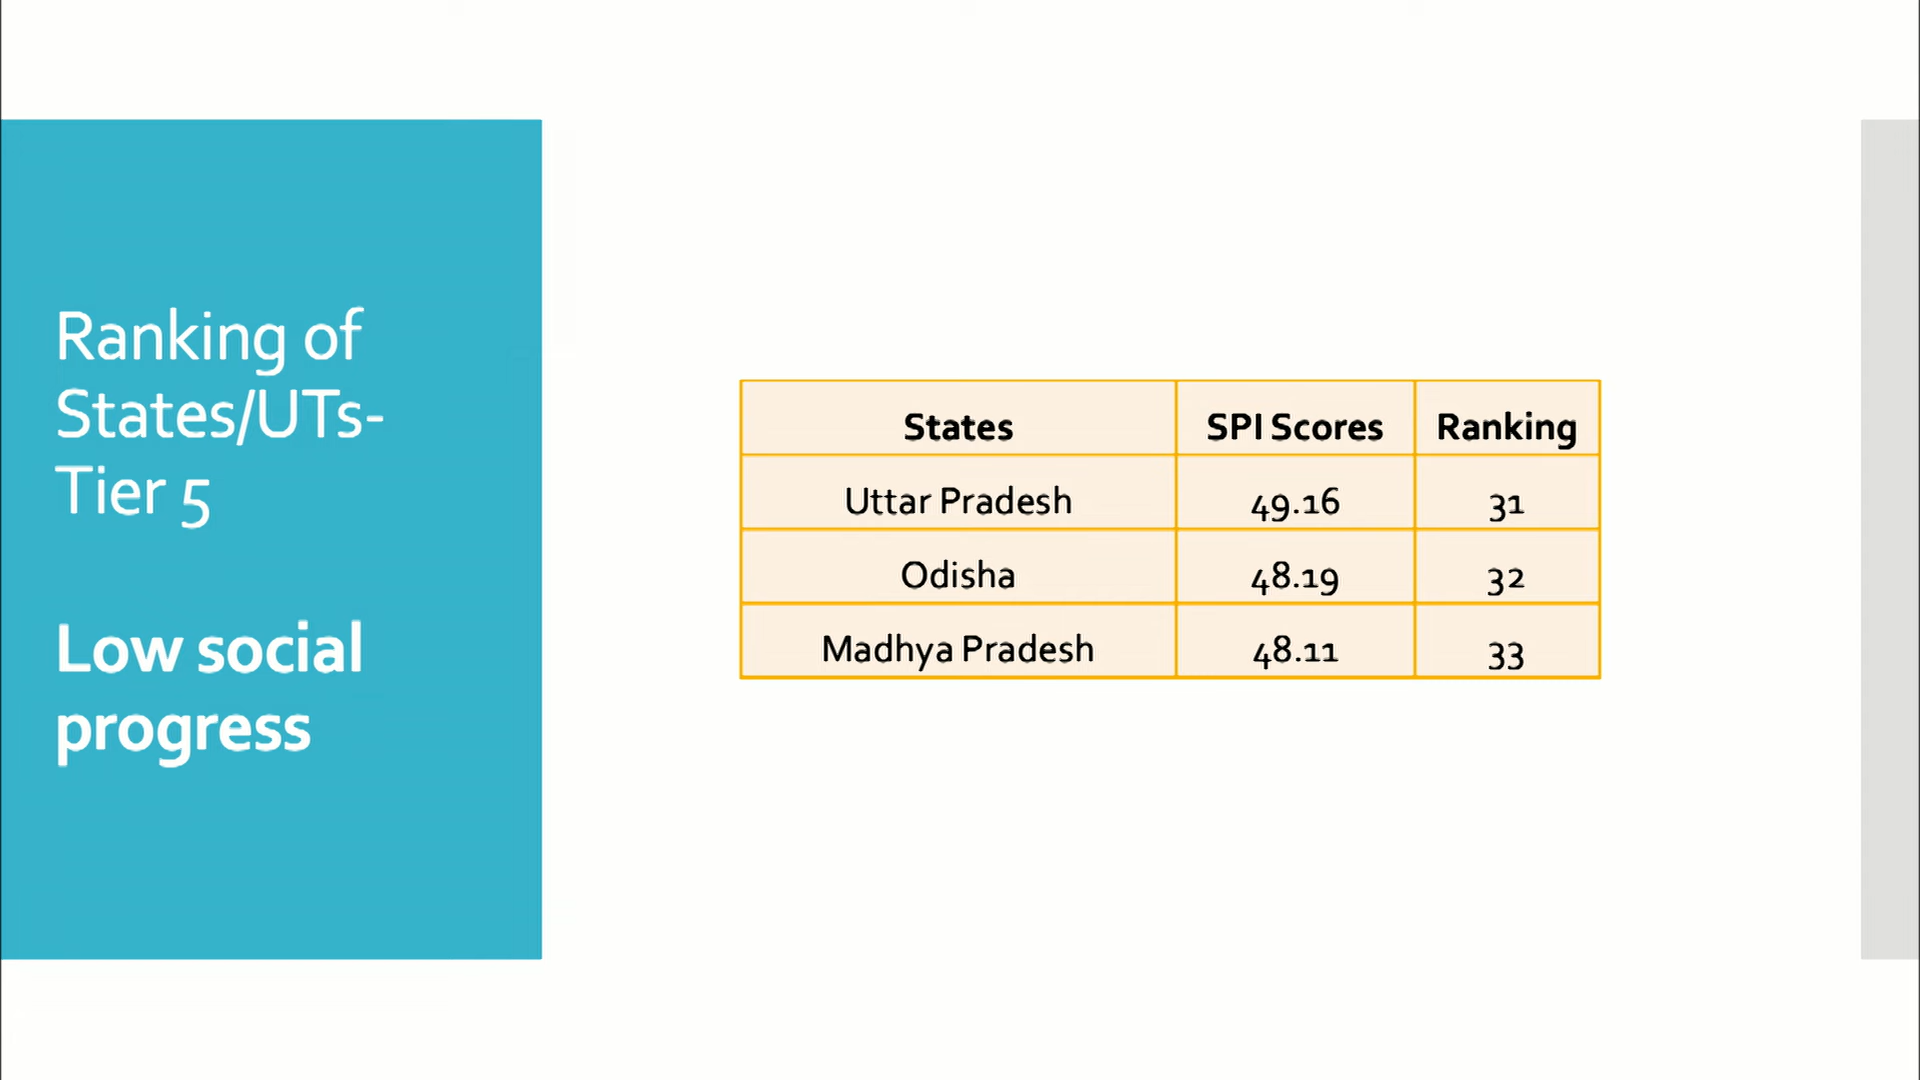 Ranking of
States/UTs-
Tier 5
Low social
progress
States SPI Scores Ranking
Uttar Pradesh 49.16 31
Odisha 48.19 32
Madhya Pradesh 48.11 33